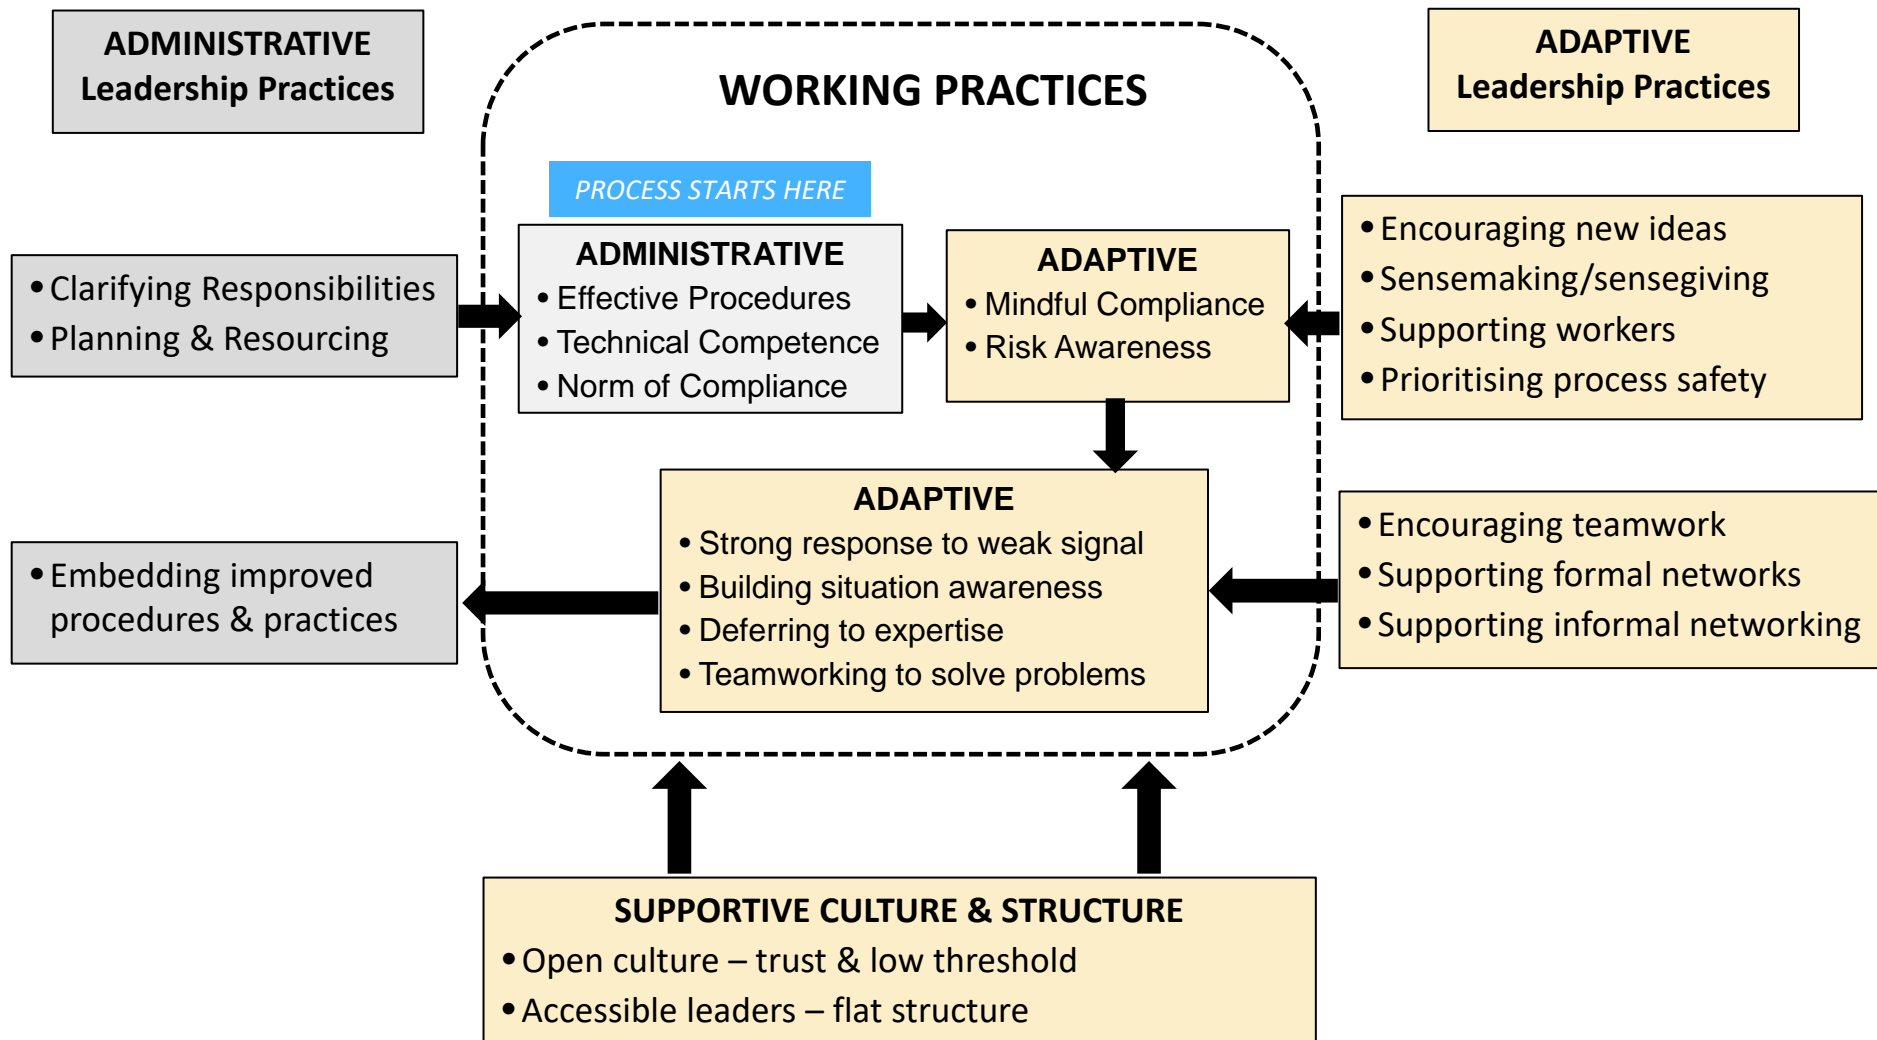 ADMINISTRATIVE
Leadership Practices
WORKING PRACTICES
ADAPTIVE
Leadership Practices
PROCESS STARTS HERE
• Clarifying Responsibilities
• Planning & Resourcing
ADMINISTRATIVE
• Effective Procedures
• Technical Competence
• Norm of Compliance
ADAPTIVE
• Mindful Compliance
• Risk Awareness
• Encouraging new ideas
• Sensemaking/sensegiving
• Supporting workers
• Prioritising process safety
• Embedding improved
procedures & practices
ADAPTIVE
• Strong response to weak signal
• Building situation awareness
• Deferring to expertise
• Teamworking to solve problems
• Encouraging teamwork
• Supporting formal networks
• Supporting informal networking
SUPPORTIVE CULTURE & STRUCTURE
• Open culture – trust & low threshold
• Accessible leaders – flat structure